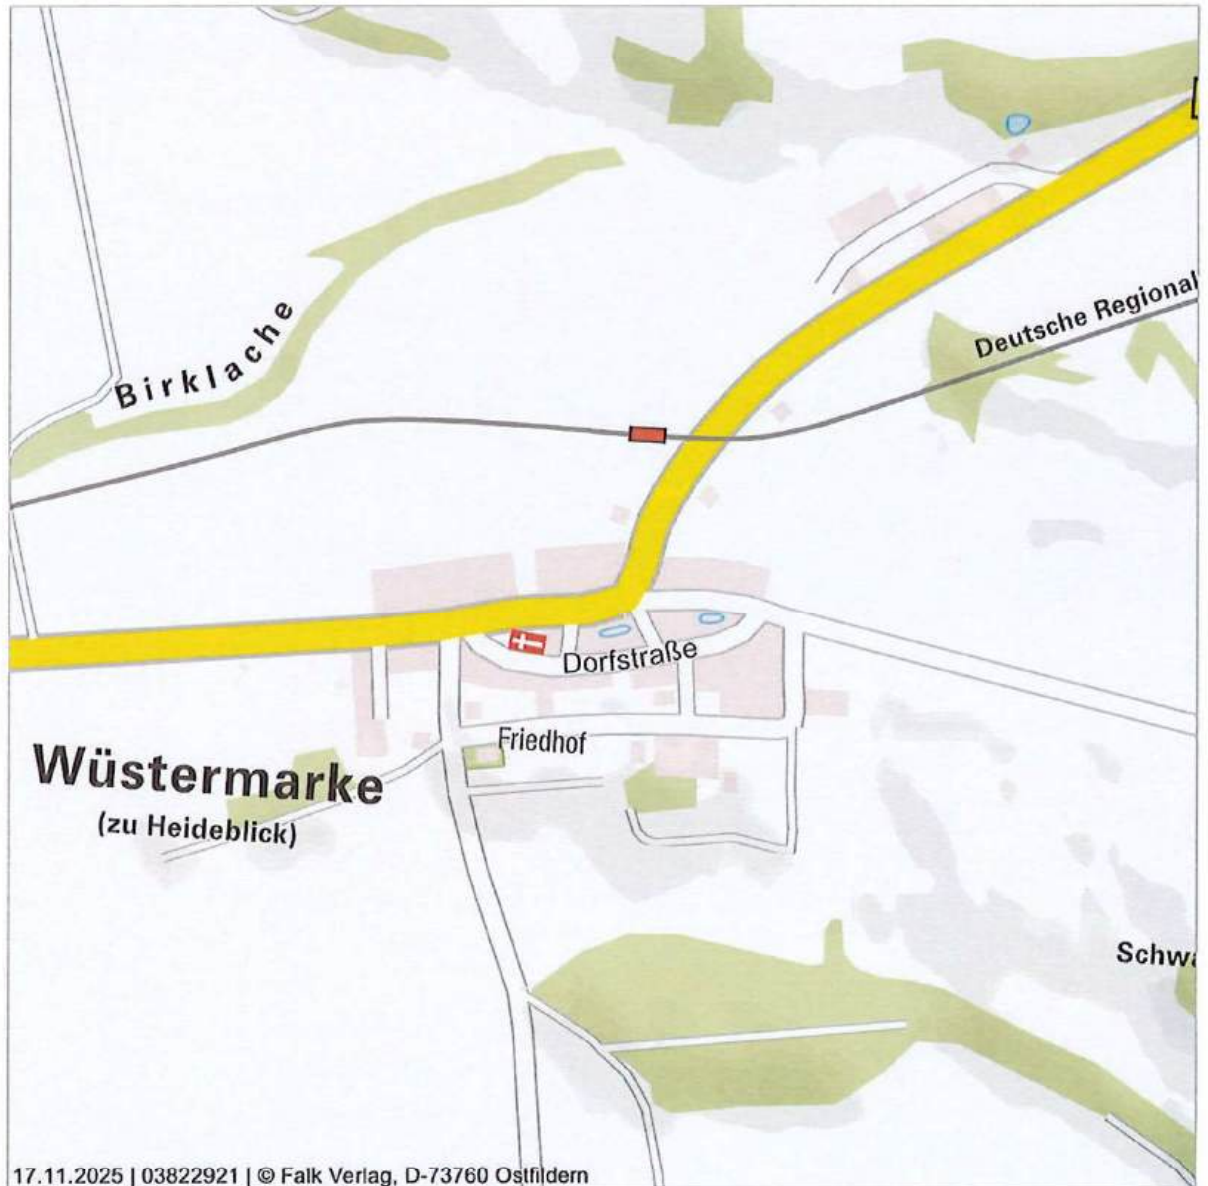 Birklache
Deutsche Regional
Dorfstraße
Friedhof
Wüstermarke
(zu Heideblick)
Schwa
17.11.2025 | 03822921 | © Falk Verlag, D-73760 Ostfildern